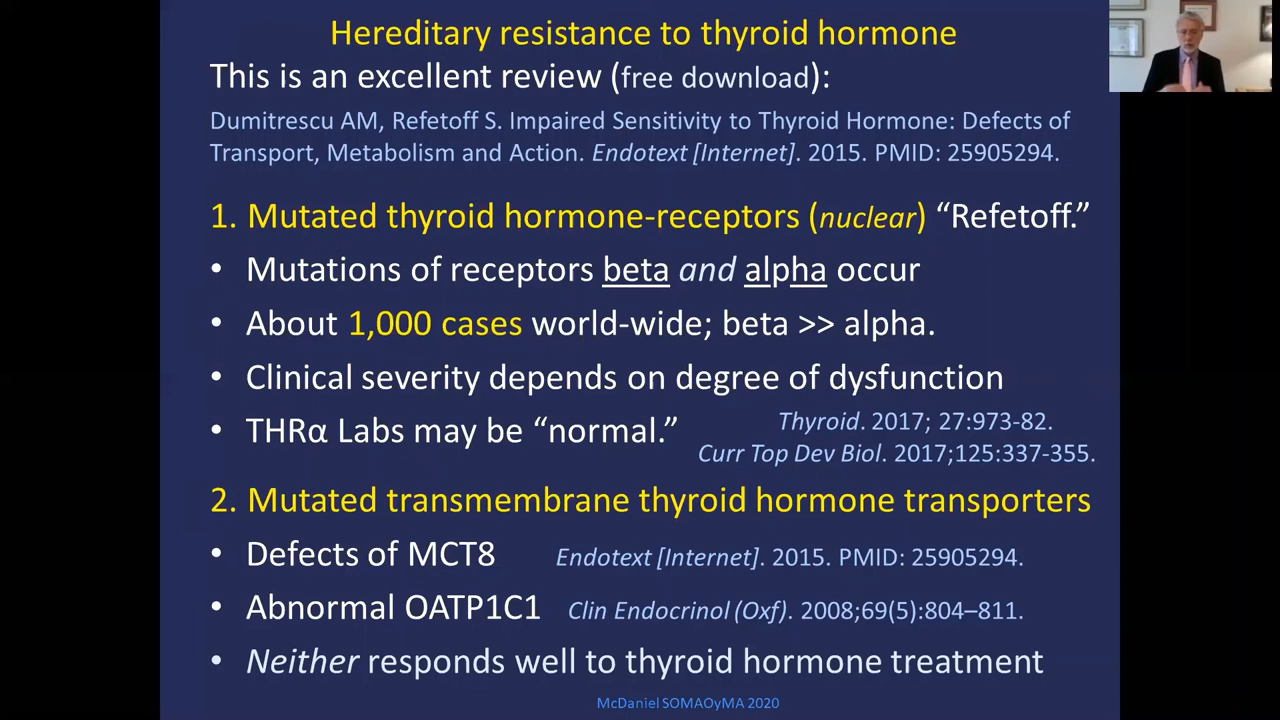 Hereditary resistance to thyroid hormone
This is an excellent review (free download):
Dumitrescu AM, Refetoff S. Impaired Sensitivity to Thyroid Hormone: Defects of
Transport, Metabolism and Action. Endotext [Internet]. 2015. PMID: 25905294.
1. Mutated thyroid hormone-receptors (nuclear) “Refetoff.”
• Mutations of receptors beta and alpha occur
• About 1,000 cases world-wide; beta >> alpha.
• Clinical severity depends on degree of dysfunction
• THRα Labs may be “normal.”
Thyroid. 2017; 27:973-82.
Curr Top Dev Biol. 2017;125:337-355.
2. Mutated transmembrane thyroid hormone transporters
• Defects of MCT8 Endotext [Internet]. 2015. PMID: 25905294.
• Abnormal OATP1C1 Clin Endocrinol (Oxf). 2008;69(5):804–811.
• Neither responds well to thyroid hormone treatment
McDaniel SOMAOyMA 2020